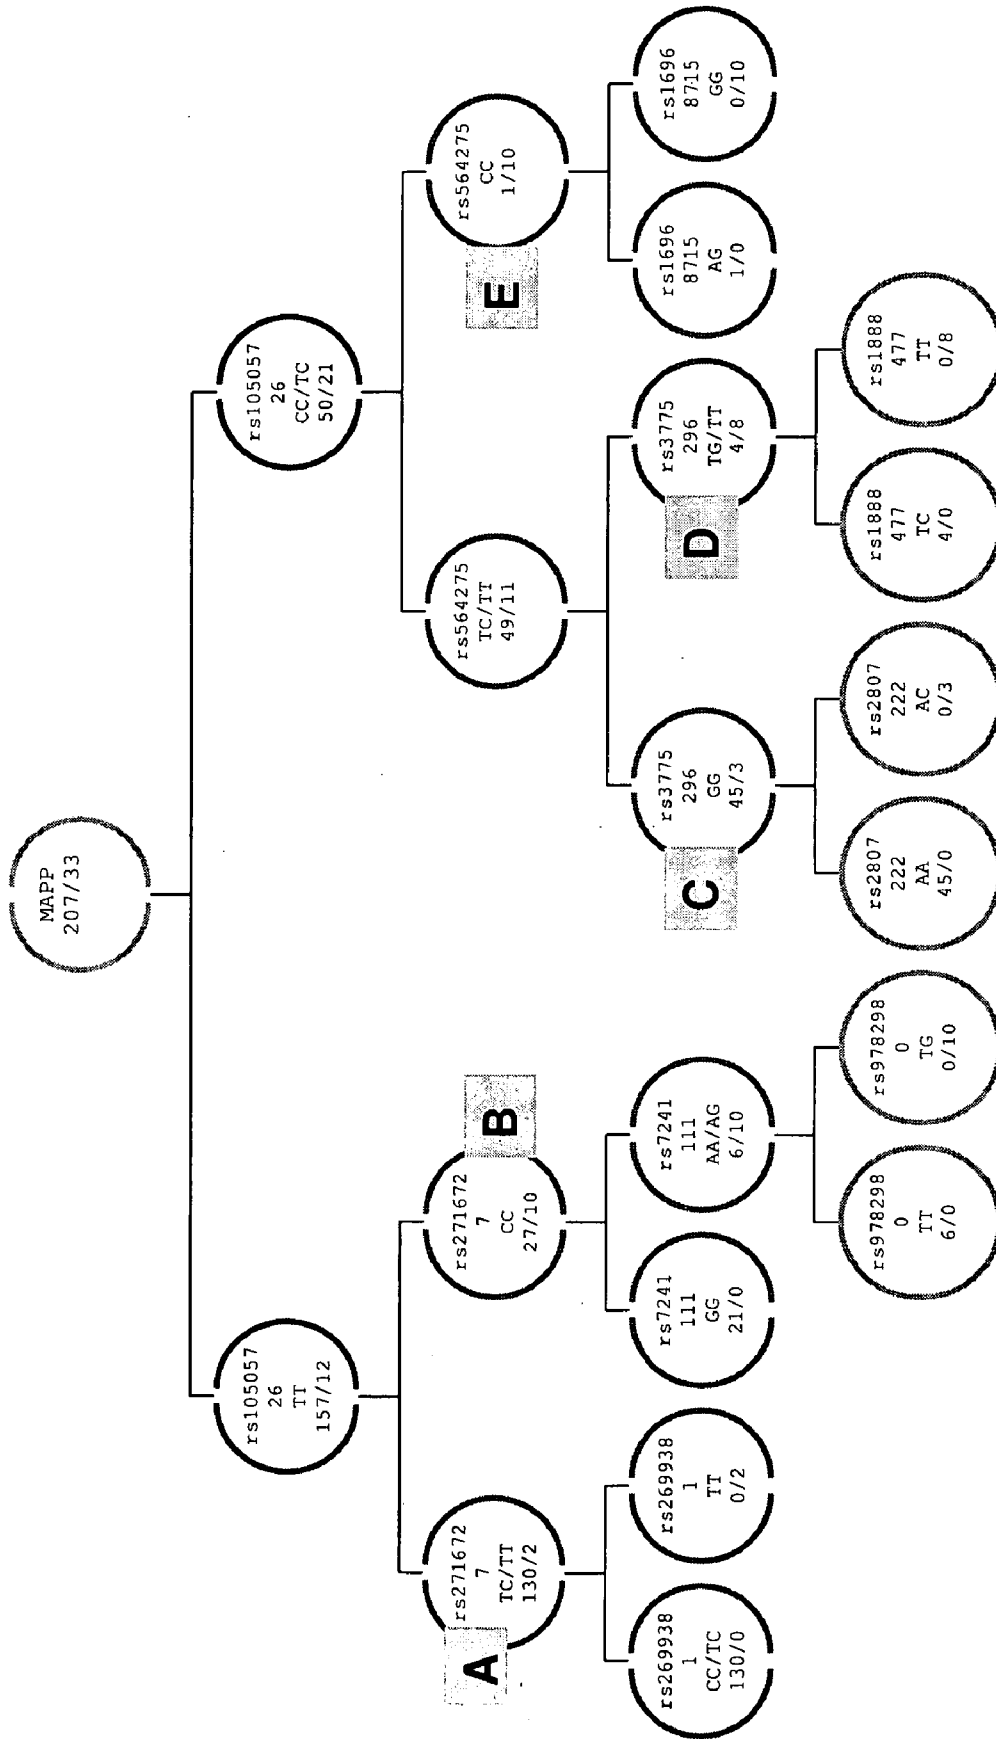 MAPP
207/33
rs105057
26
TT
157/12
rs105057
26
CC/TC
50/21
A
rs271672
7
TC/TT
130/2
rs271672
7
CC
27/10
B
rs564275
TC/TT
49/11
E
rs564275
CC
1/10
rs269938
1
CC/TC
130/0
rs269938
1
TT
0/2
rs7241
111
GG
21/0
rs7241
111
AA/AG
6/10
C
rs3775
296
GG
45/3
D
rs3775
296
TG/TT
4/8
rs1696
8715
AG
1/0
rs1696
8715
GG
0/10
rs978298
0
TT
6/0
rs978298
0
TG
0/10
rs2807
222
AA
45/0
rs2807
222
AC
0/3
rs1888
477
TC
4/0
rs1888
477
TT
0/8